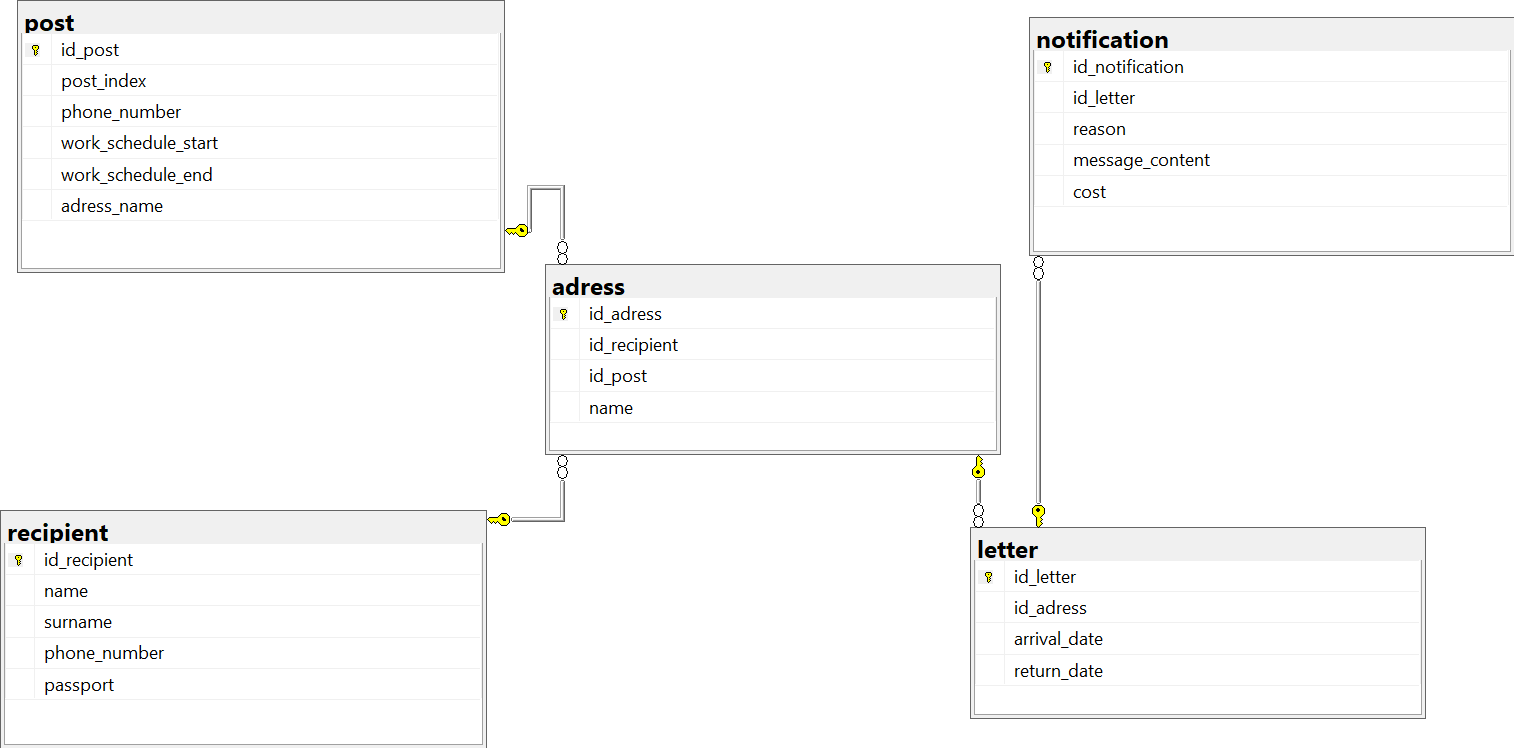 post
id_post
post_index
phone_number
work_schedule_start
work_schedule_end
adress_name
notification
id_notification
id_letter
reason
message_content
cost
adress
id_adress
id_recipient
id_post
name
recipient
id_recipient
name
surname
phone_number
passport
letter
id_letter
id_adress
arrival_date
return_date